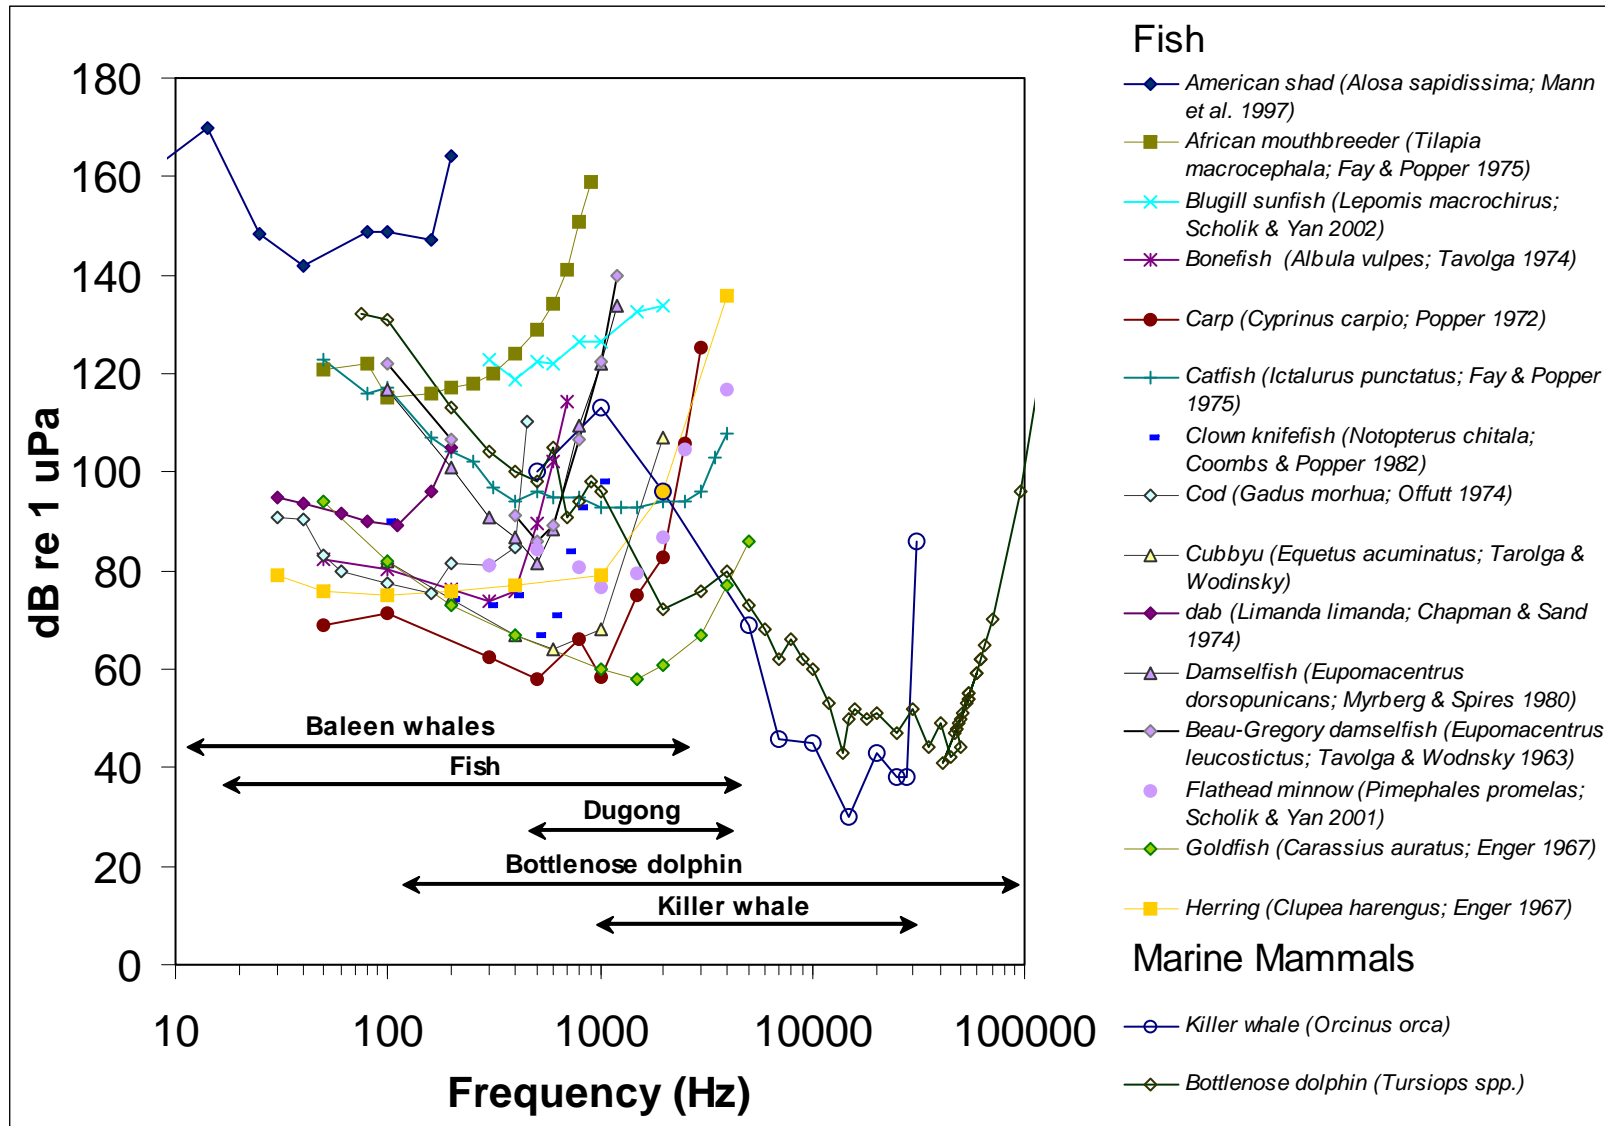 Fish
American shad (Alosa sapidissima; Mann
et al. 1997)
African mouthbreeder (Tilapia
macrocephala; Fay & Popper 1975)
Blugill sunfish (Lepomis macrochirus;
Scholik & Yan 2002)
Bonefish (Albula vulpes; Tavolga 1974)
Carp (Cyprinus carpio; Popper 1972)
Catfish (Ictalurus punctatus; Fay & Popper
1975)
Clown knifefish (Notopterus chitala;
Coombs & Popper 1982)
Cod (Gadus morhua; Offutt 1974)
Cubbyu (Equetus acuminatus; Tarolga &
Wodinsky)
dab (Limanda limanda; Chapman & Sand
1974)
Damselfish (Eupomacentrus
dorsopunicans; Myrberg & Spires 1980)
Beau-Gregory damselfish (Eupomacentrus
leucostictus; Tavolga & Wodnsky 1963)
Flathead minnow (Pimephales promelas;
Scholik & Yan 2001)
Goldfish (Carassius auratus; Enger 1967)
Herring (Clupea harengus; Enger 1967)
Marine Mammals
Killer whale (Orcinus orca)
Bottlenose dolphin (Tursiops spp.)
dB re 1 uPa
180
160
140
120
100
80
60
40
20
0
Baleen whales
Fish
Dugong
Bottlenose dolphin
Killer whale
10 100 1000 10000 100000
Frequency (Hz)